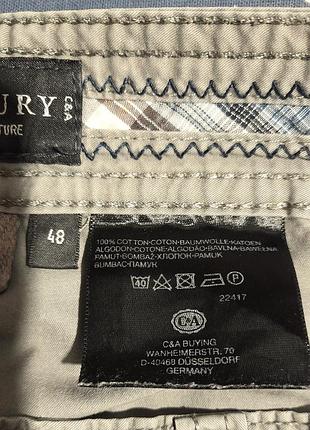 URY
C&A
TURE
48
100% COTTON-COTON-BAUMWOLLE-KATOEN
ALGODON-COTONE-ALGODÃO-BAVLNA-BAWEŁNA
PAMUT-BOMBAŽ-ХЛОПОК-PAMUK
BUMBAC-ПАМУК
40 P
22417
C&A
C&A BUYING
WANHEIMERSTR. 70
D-40468 DÜSSELDORF
GERMANY